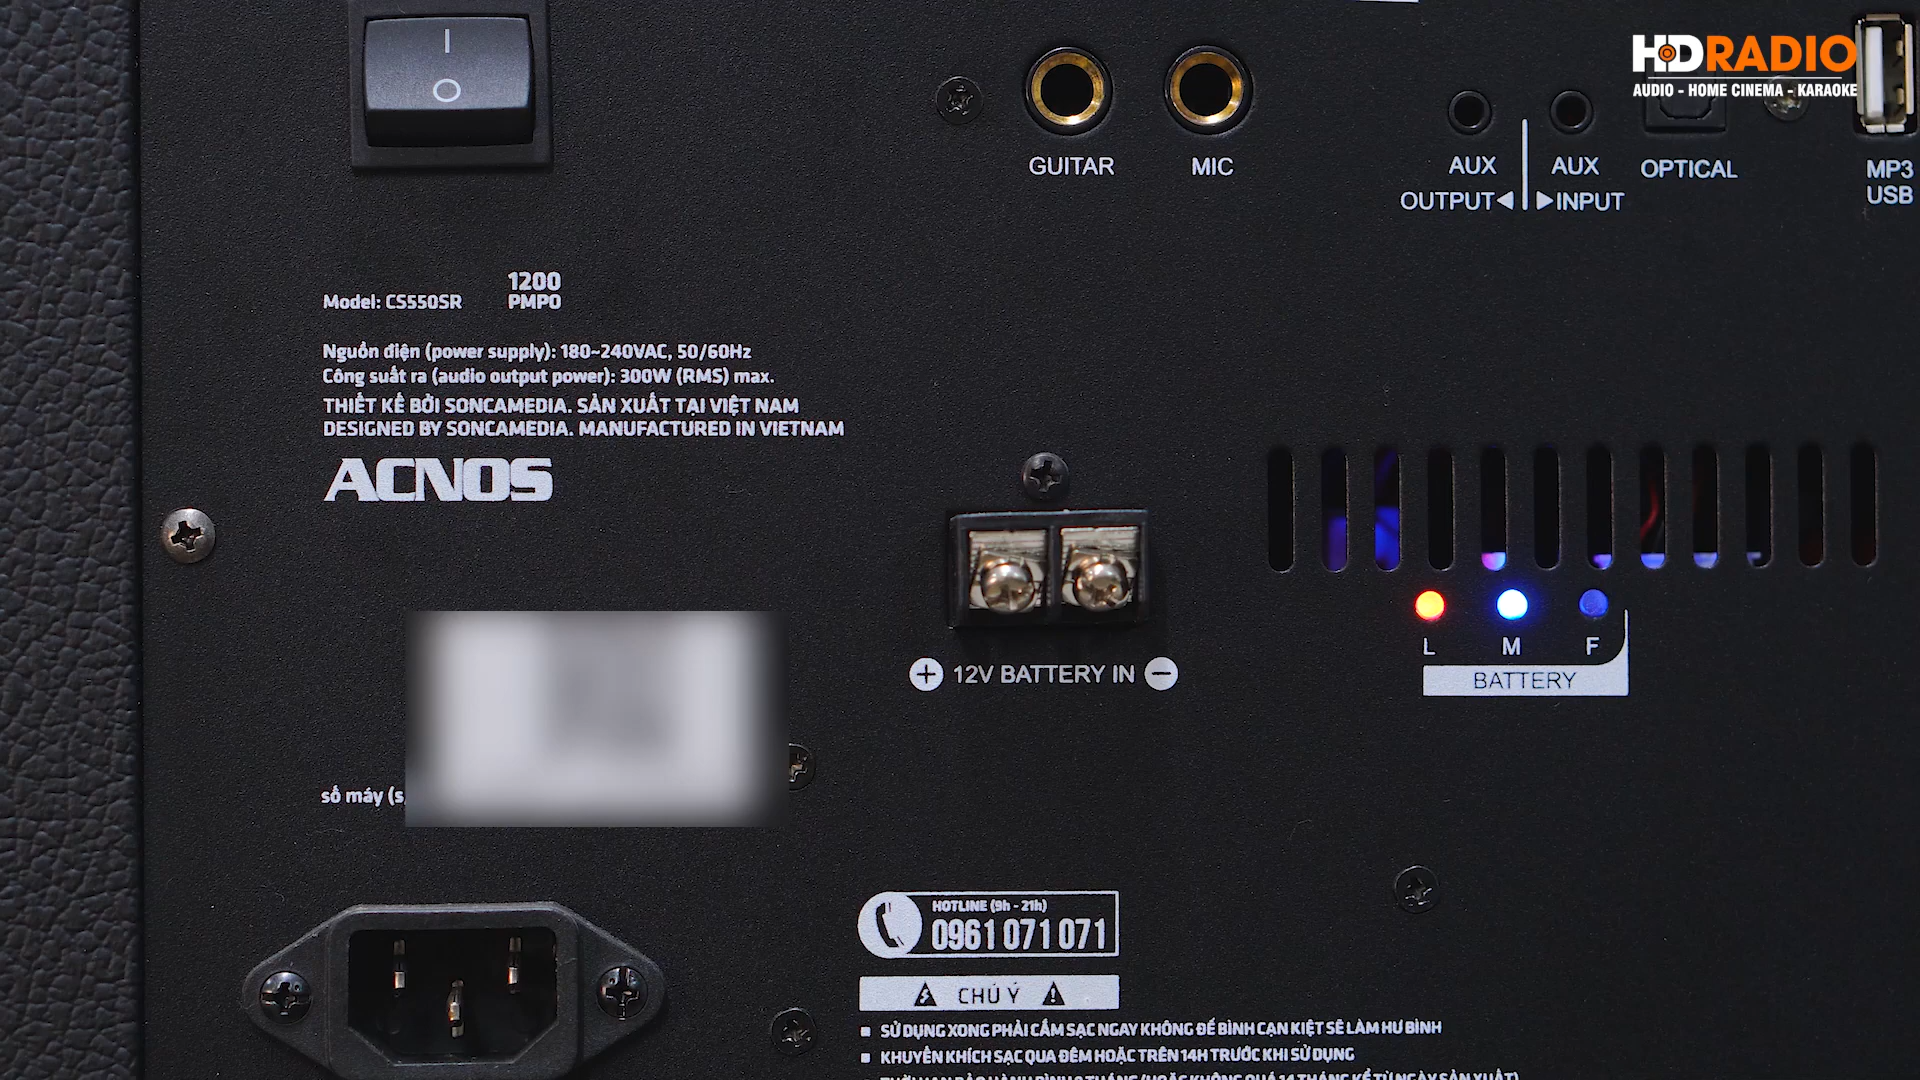 HDRADIO
AUDIO - HOME CINEMA - KARAOKE
I
O
GUITAR
MIC
AUX
OUTPUT◄
AUX
►INPUT
OPTICAL
MP3
USB
1200
PMPO
Model: CS550SR
Nguồn điện (power supply): 180~240VAC, 50/60Hz
Công suất ra (audio output power): 300W (RMS) max.
THIẾT KẾ BỞI SONCAMEDIA. SẢN XUẤT TẠI VIỆT NAM
DESIGNED BY SONCAMEDIA. MANUFACTURED IN VIETNAM
ACNOS
+ 12V BATTERY IN −
L M F
BATTERY
số máy (s
HOTLINE (9h - 21h)
0961 071 071
CHÚ Ý
SỬ DỤNG XONG PHẢI CẮM SẠC NGAY KHÔNG ĐỂ BÌNH CẠN KIỆT SẼ LÀM HƯ BÌNH
KHUYẾN KHÍCH SẠC QUA ĐÊM HOẶC TRÊN 14H TRƯỚC KHI SỬ DỤNG